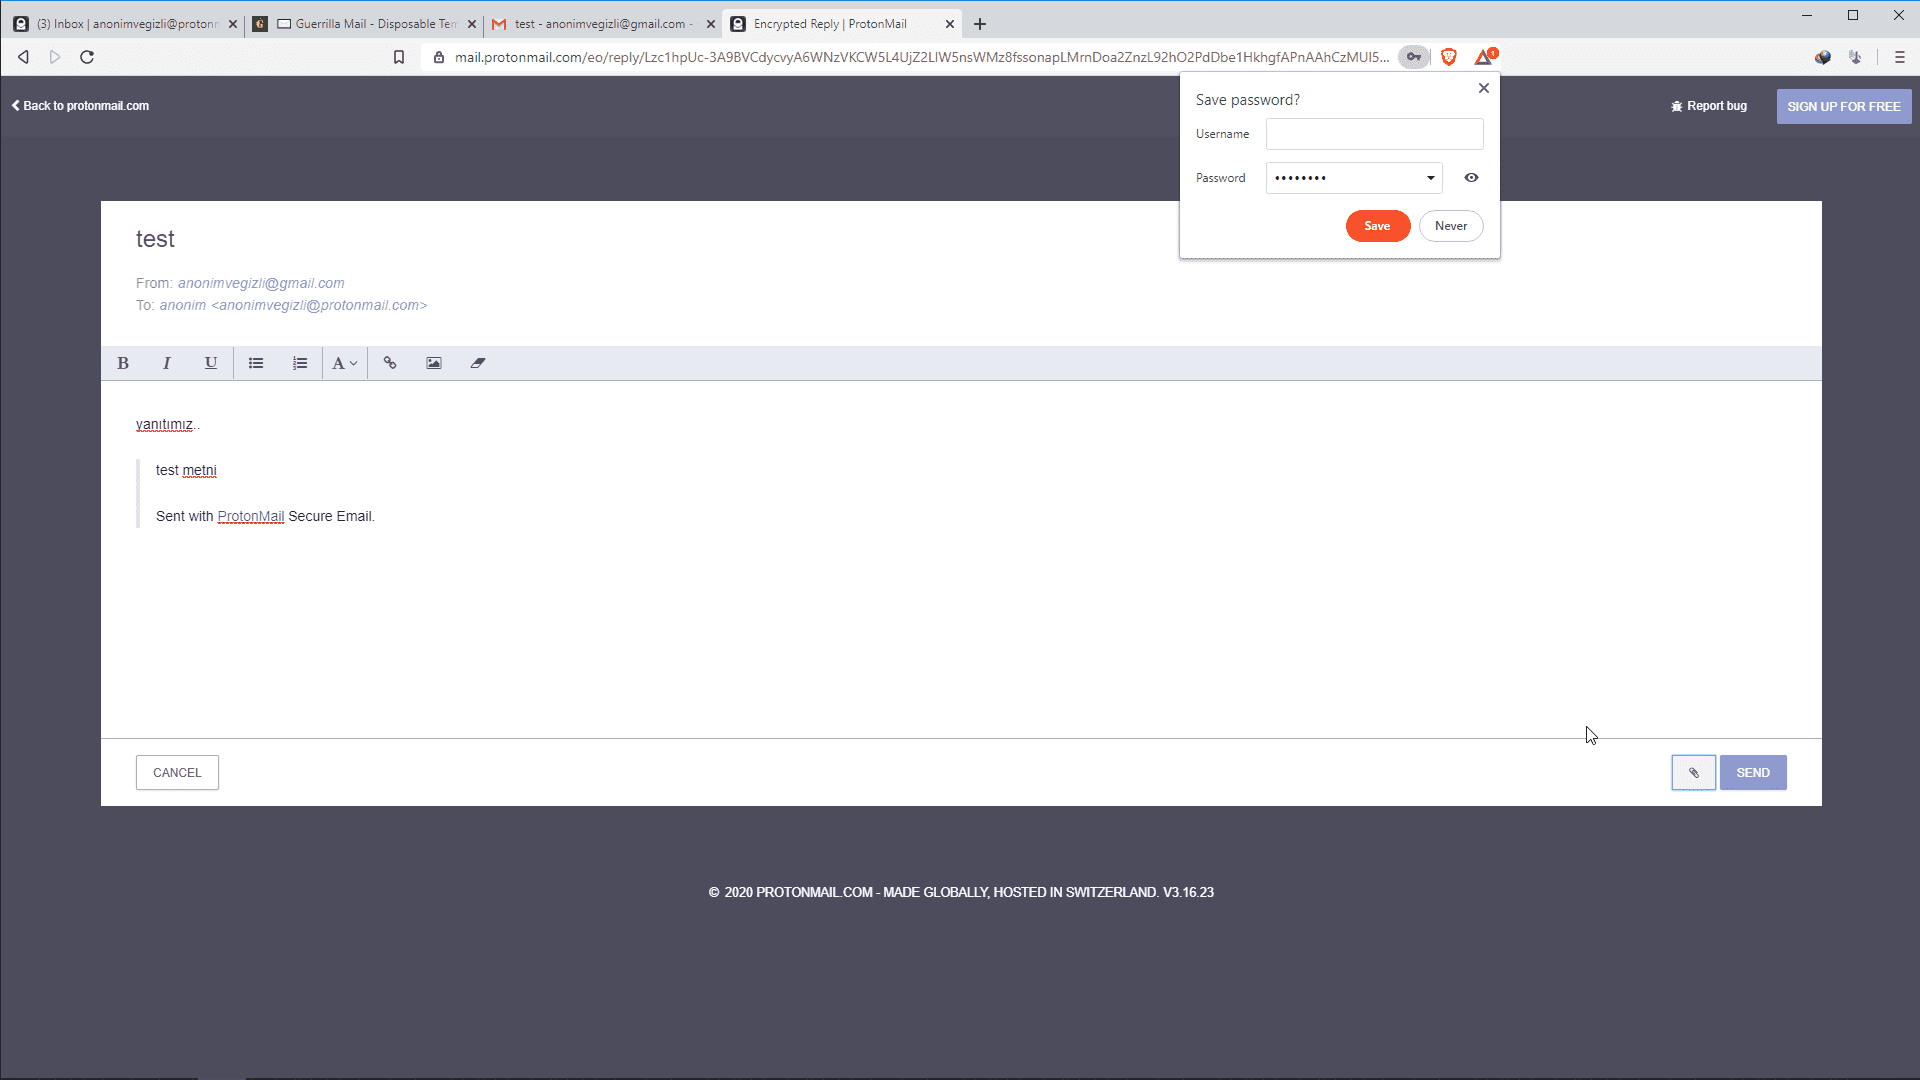 (3) Inbox | anonimvegizli@proton
Guerrilla Mail - Disposable Tem
test - anonimvegizli@gmail.com -
Encrypted Reply | ProtonMail
mail.protonmail.com/eo/reply/Lzc1hpUc-3A9BVCdycvyA6WNzVKCW5L4UjZ2LIW5nsWMz8fssonapLMrnDoa2ZnzL92hO2PdDbe1HkhgfAPnAAhCzMUI5...
1
Back to protonmail.com
Report bug
SIGN UP FOR FREE
Save password?
Username
Password
Save
Never
test
From: anonimvegizli@gmail.com
To: anonim <anonimvegizli@protonmail.com>
B I U A
yanıtımız..
test metni
Sent with ProtonMail Secure Email.
CANCEL
SEND
© 2020 PROTONMAIL.COM - MADE GLOBALLY, HOSTED IN SWITZERLAND. V3.16.23